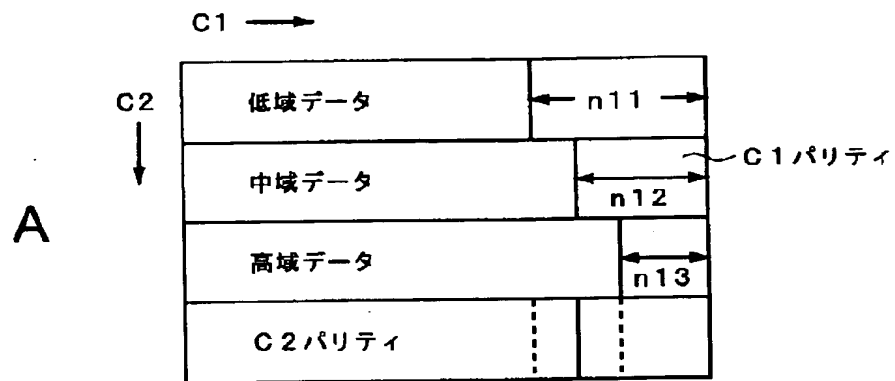 C1
C2
A
低域データ
n11
中域データ
n12
C1パリティ
高域データ
n13
C2パリティ